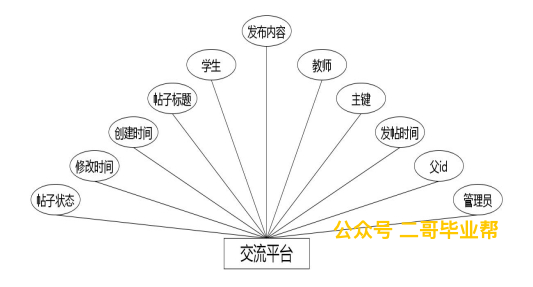 发布内容
学生
教师
帖子标题
主键
创建时间
发帖时间
修改时间
父id
帖子状态
管理员
公众号 二哥毕业帮
交流平台